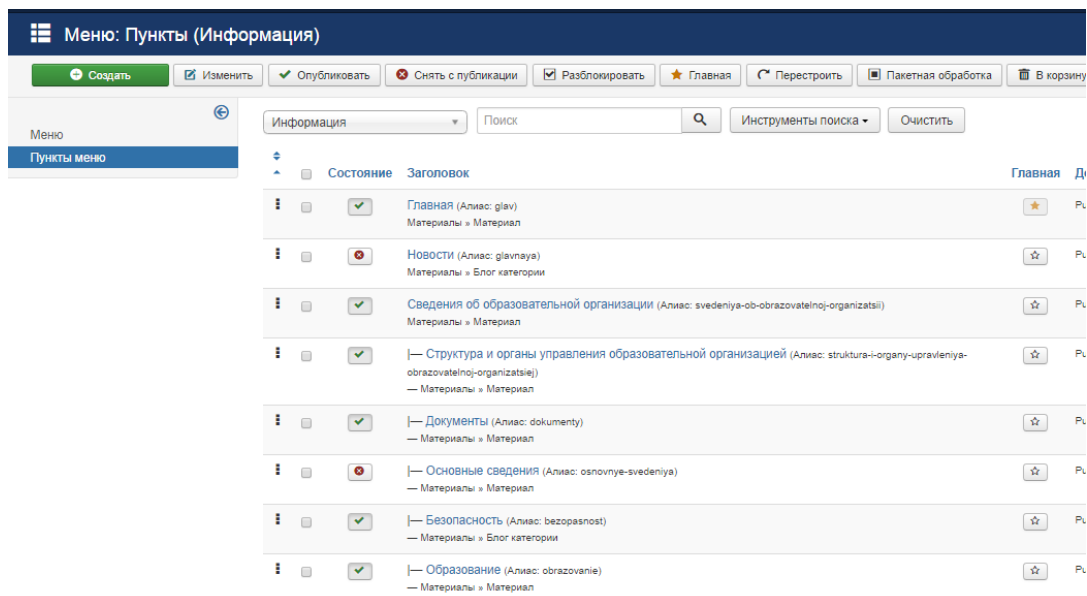 Меню: Пункты (Информация)
Создать Изменить Опубликовать Снять с публикации Разблокировать Главная Перестроить Пакетная обработка В корзину
Меню
Пункты меню
Информация Поиск Инструменты поиска Очистить
Состояние Заголовок Главная
Главная (Алиас: glav)
Материалы » Материал
Новости (Алиас: glavnaya)
Материалы » Блог категории
Сведения об образовательной организации (Алиас: svedeniya-ob-obrazovatelnoj-organizatsii)
Материалы » Материал
|— Структура и органы управления образовательной организацией (Алиас: struktura-i-organy-upravleniya-
obrazovatelnoj-organizatsiej)
— Материалы » Материал
|— Документы (Алиас: dokumenty)
— Материалы » Материал
|— Основные сведения (Алиас: osnovnye-svedeniya)
— Материалы » Материал
|— Безопасность (Алиас: bezopasnost)
— Материалы » Блог категории
|— Образование (Алиас: obrazovanie)
— Материалы » Материал